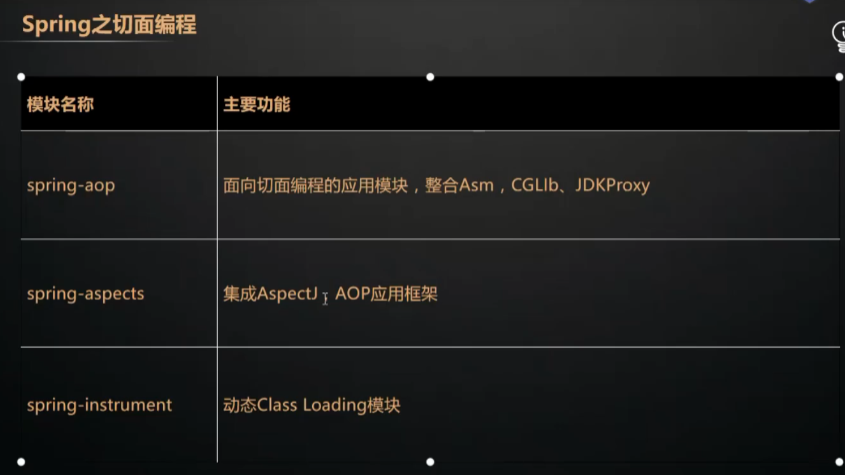 Spring之切面编程
模块名称 主要功能
spring-aop 面向切面编程的应用模块，整合Asm，CGLIb、JDKProxy
spring-aspects 集成AspectJ，AOP应用框架
spring-instrument 动态Class Loading模块